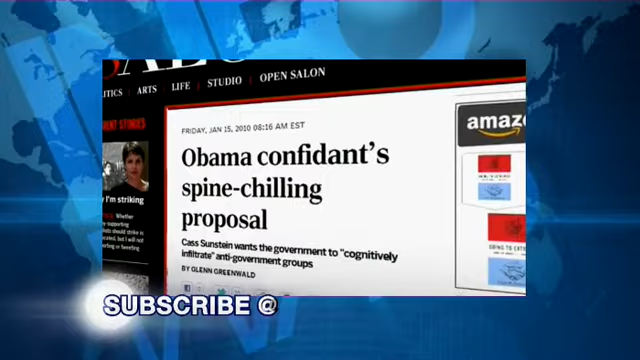 ARTS LIFE STUDIO OPEN SALON
FRIDAY, JAN 15, 2010 08:16 AM EST
Obama confidant's
spine-chilling
proposal
Cass Sunstein wants the government to "cognitively
infiltrate" anti-government groups
BY GLENN GREENWALD
amazon
I'm striking
Whether
SUBSCRIBE @